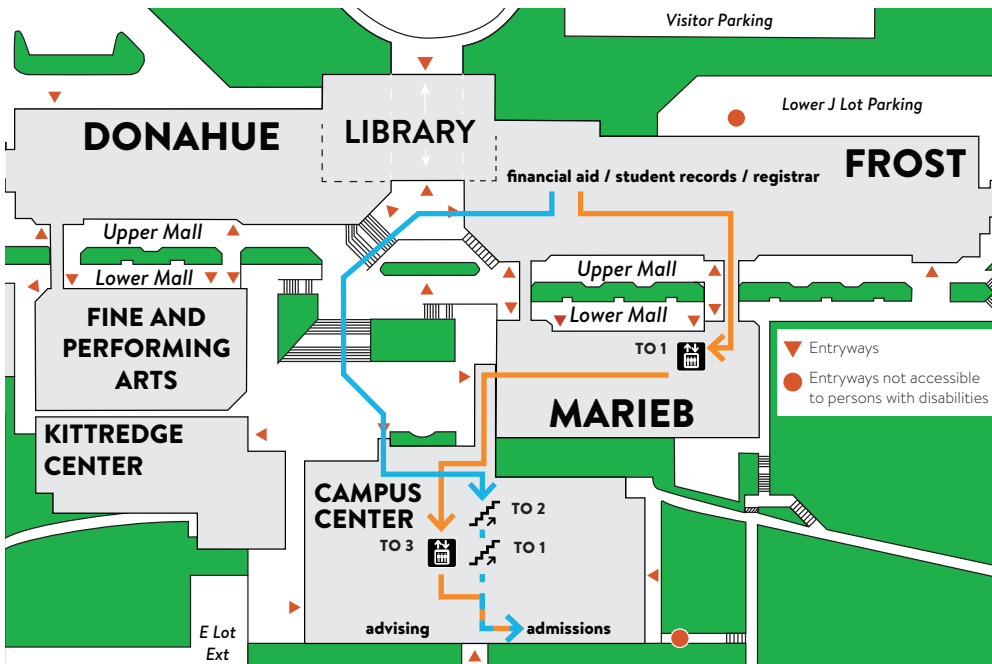 Visitor Parking
Lower J Lot Parking
DONAHUE
LIBRARY
FROST
financial aid / student records / registrar
Upper Mall
Lower Mall
Upper Mall
Lower Mall
FINE AND
PERFORMING
ARTS
TO 1
MARIEB
Entryways
Entryways not accessible
to persons with disabilities
KITTREDGE
CENTER
CAMPUS
CENTER
TO 2
TO 3
TO 1
E Lot
Ext
advising
admissions